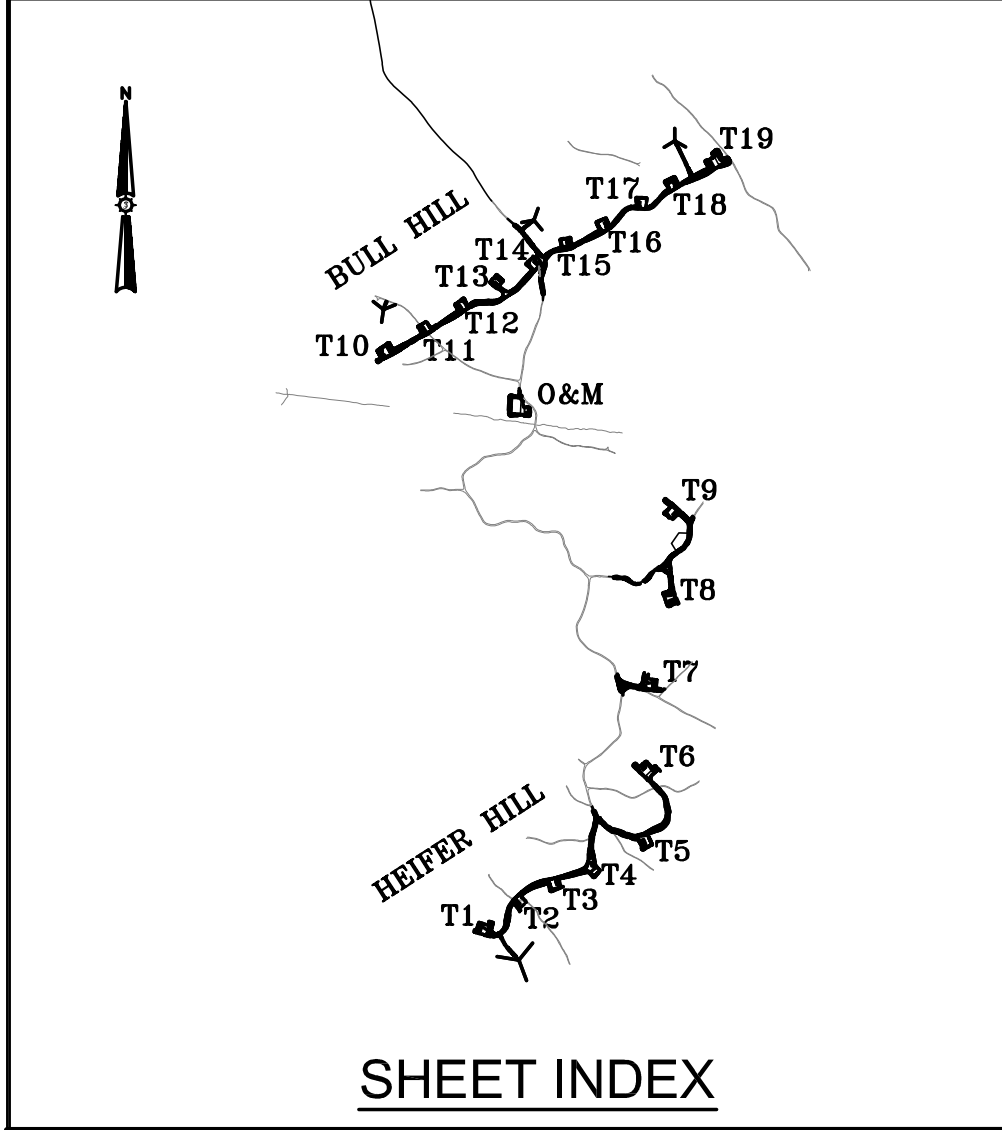 N
T19
T17
T18
BULL HILL
T16
T14
T15
T13
T12
T10
T11
O&M
T9
T8
T7
T6
HEIFER HILL
T5
T4
T3
T1
T2
SHEET INDEX